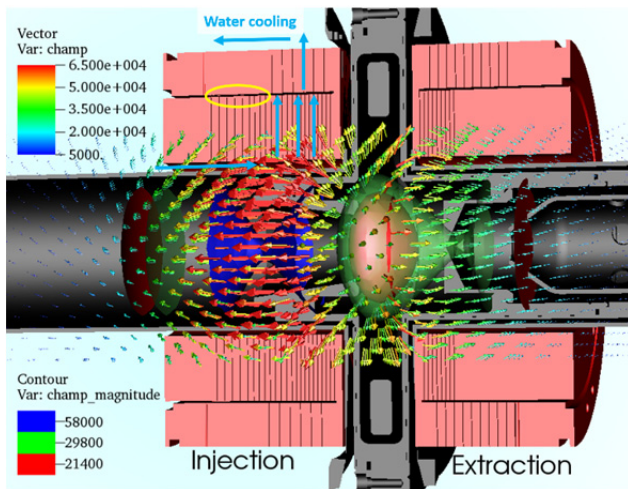 Water cooling
Vector
Var: champ
6.500e+004
5.000e+004
3.500e+004
2.000e+004
5000.
Contour
Var: champ_magnitude
58000
29800
21400
Injection
Extraction